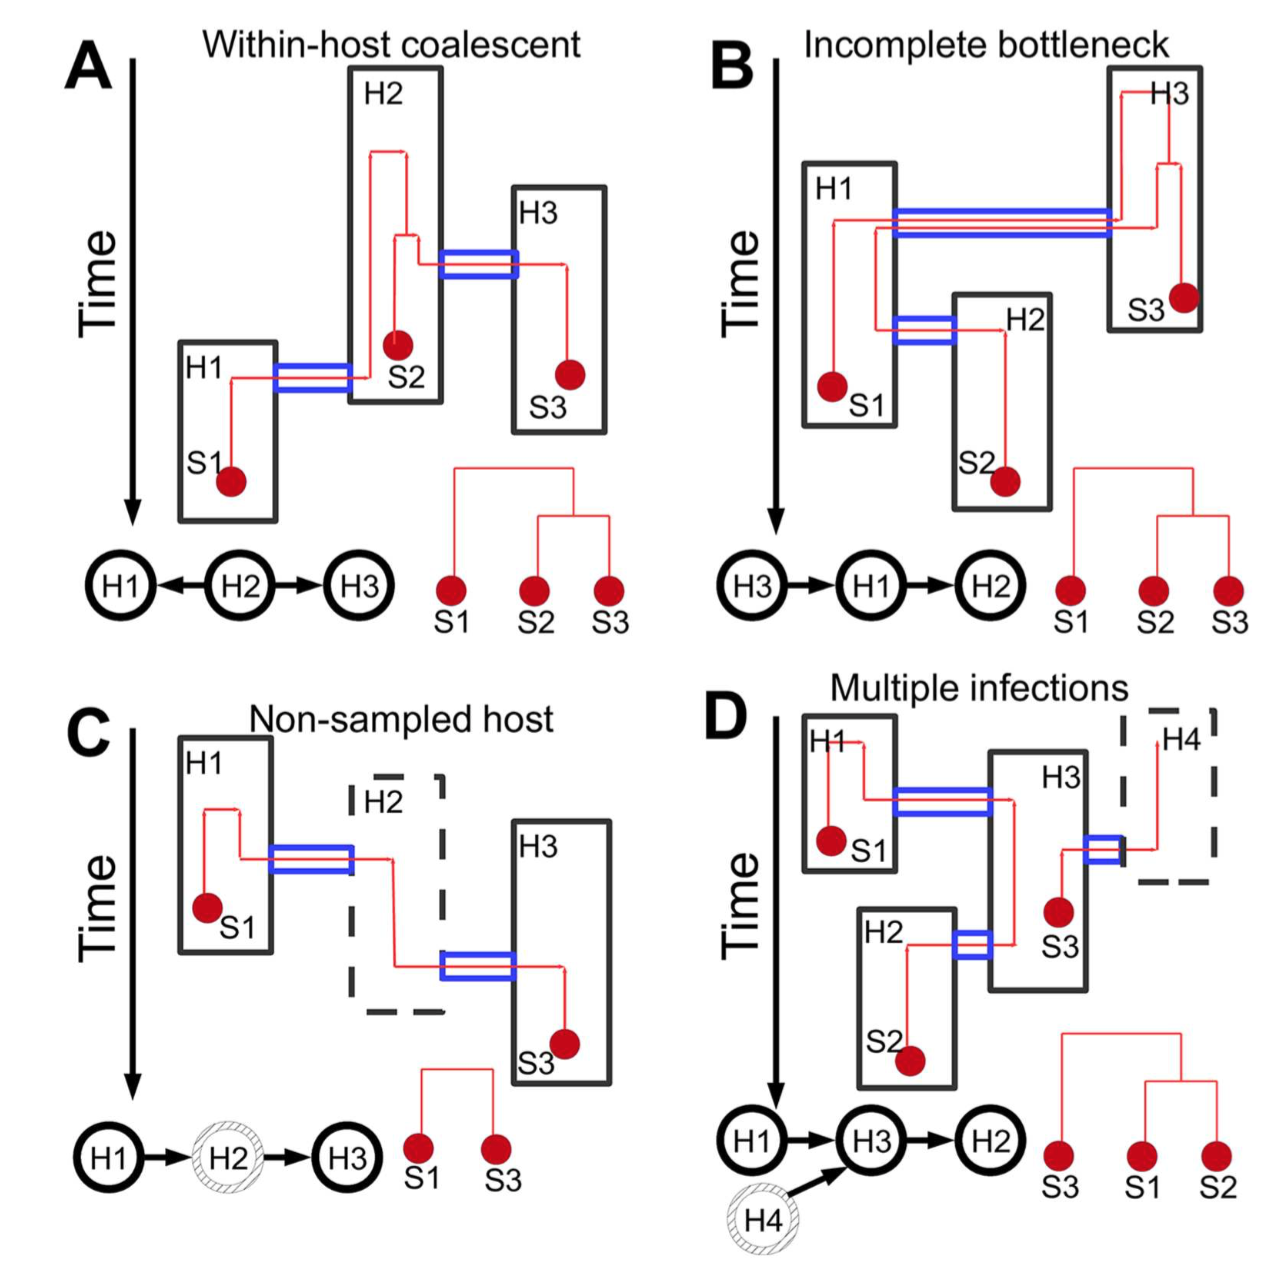 A
Within-host coalescent
H2
H3
Time
H1
S2
S3
S1
H1
H2
H3
S1
S2
S3
B
Incomplete bottleneck
H3
H1
Time
S3
H2
S1
S2
H3
H1
H2
S1
S2
S3
C
Non-sampled host
H1
H2
H3
Time
S1
S3
H1
H2
H3
S1
S3
D
Multiple infections
H1
H4
H3
Time
S1
H2
S3
S2
H1
H3
H2
H4
S3
S1
S2